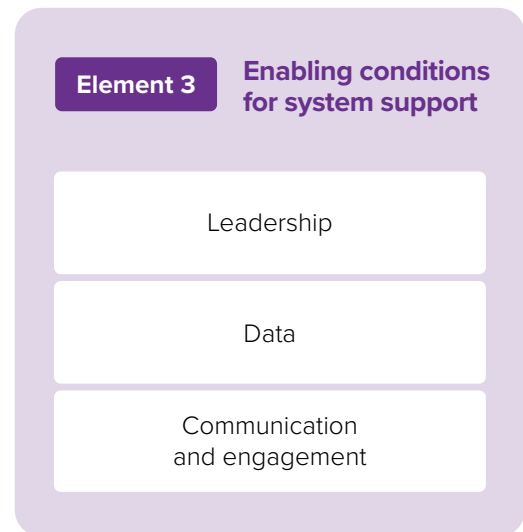 Element 3
Enabling conditions
for system support
Leadership
Data
Communication
and engagement